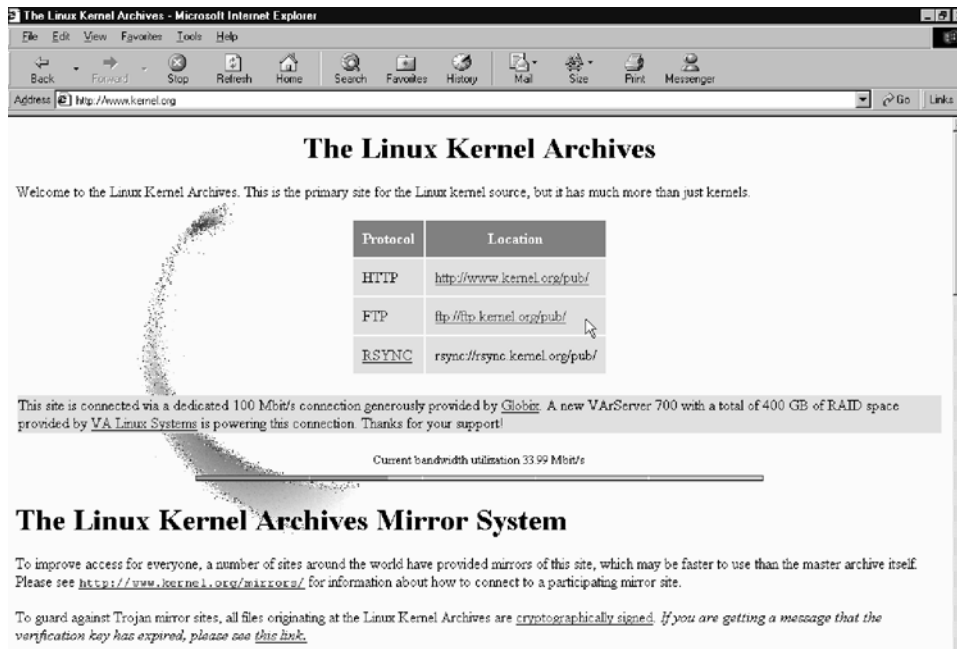 The Linux Kernel Archives - Microsoft Internet Explorer
File Edit View Favorites Tools Help
Back Forward Stop Refresh Home Search Favorites History Mail Size Print Messenger
Address http://www.kernel.org Go Links
The Linux Kernel Archives
Welcome to the Linux Kernel Archives. This is the primary site for the Linux kernel source, but it has much more than just kernels.
Protocol Location
HTTP http://www.kernel.org/pub/
FTP ftp://ftp.kernel.org/pub/
RSYNC rsync://rsync.kernel.org/pub/
This site is connected via a dedicated 100 Mbit/s connection generously provided by Globix. A new VArServer 700 with a total of 400 GB of RAID space
provided by VA Linux Systems is powering this connection. Thanks for your support!
Current bandwidth utilization 33.99 Mbit/s
The Linux Kernel Archives Mirror System
To improve access for everyone, a number of sites around the world have provided mirrors of this site, which may be faster to use than the master archive itself.
Please see http://www.kernel.org/mirrors/ for information about how to connect to a participating mirror site.
To guard against Trojan mirror sites, all files originating at the Linux Kernel Archives are cryptographically signed. If you are getting a message that the
verification key has expired, please see this link.